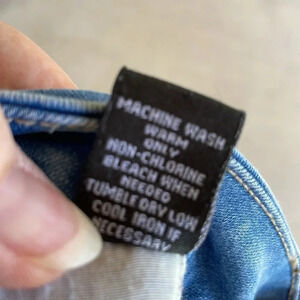 MACHINE WASH
WARM
ONLY
NON-CHLORINE
BLEACH WHEN
NEEDED
TUMBLE DRY LOW
COOL IRON IF
NECESSARY